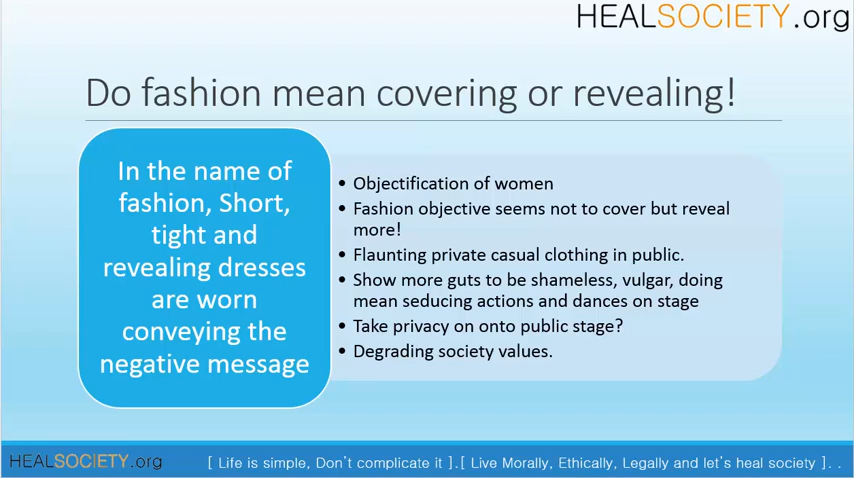 HEALSOCIETY.org
Do fashion mean covering or revealing!
In the name of
fashion, Short,
tight and
revealing dresses
are worn
conveying the
negative message
• Objectification of women
• Fashion objective seems not to cover but reveal
more!
• Flaunting private casual clothing in public.
• Show more guts to be shameless, vulgar, doing
mean seducing actions and dances on stage
• Take privacy on onto public stage?
• Degrading society values.
HEALSOCIETY.org
[ Life is simple, Don't complicate it ].[ Live Morally, Ethically, Legally and let's heal society ]. . .